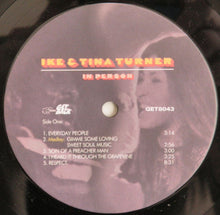 IKE & TINA TURNER
IN PERSON
GET BACK
GET8043
Side One:
1. EVERYDAY PEOPLE 3:14
2. Medley: GIMME SOME LOVING
SWEET SOUL MUSIC 5:56
3. SON OF A PREACHER MAN 3:00
4. I HEARD IT THROUGH THE GRAPEVINE 3:25
5. RESPECT 8:31